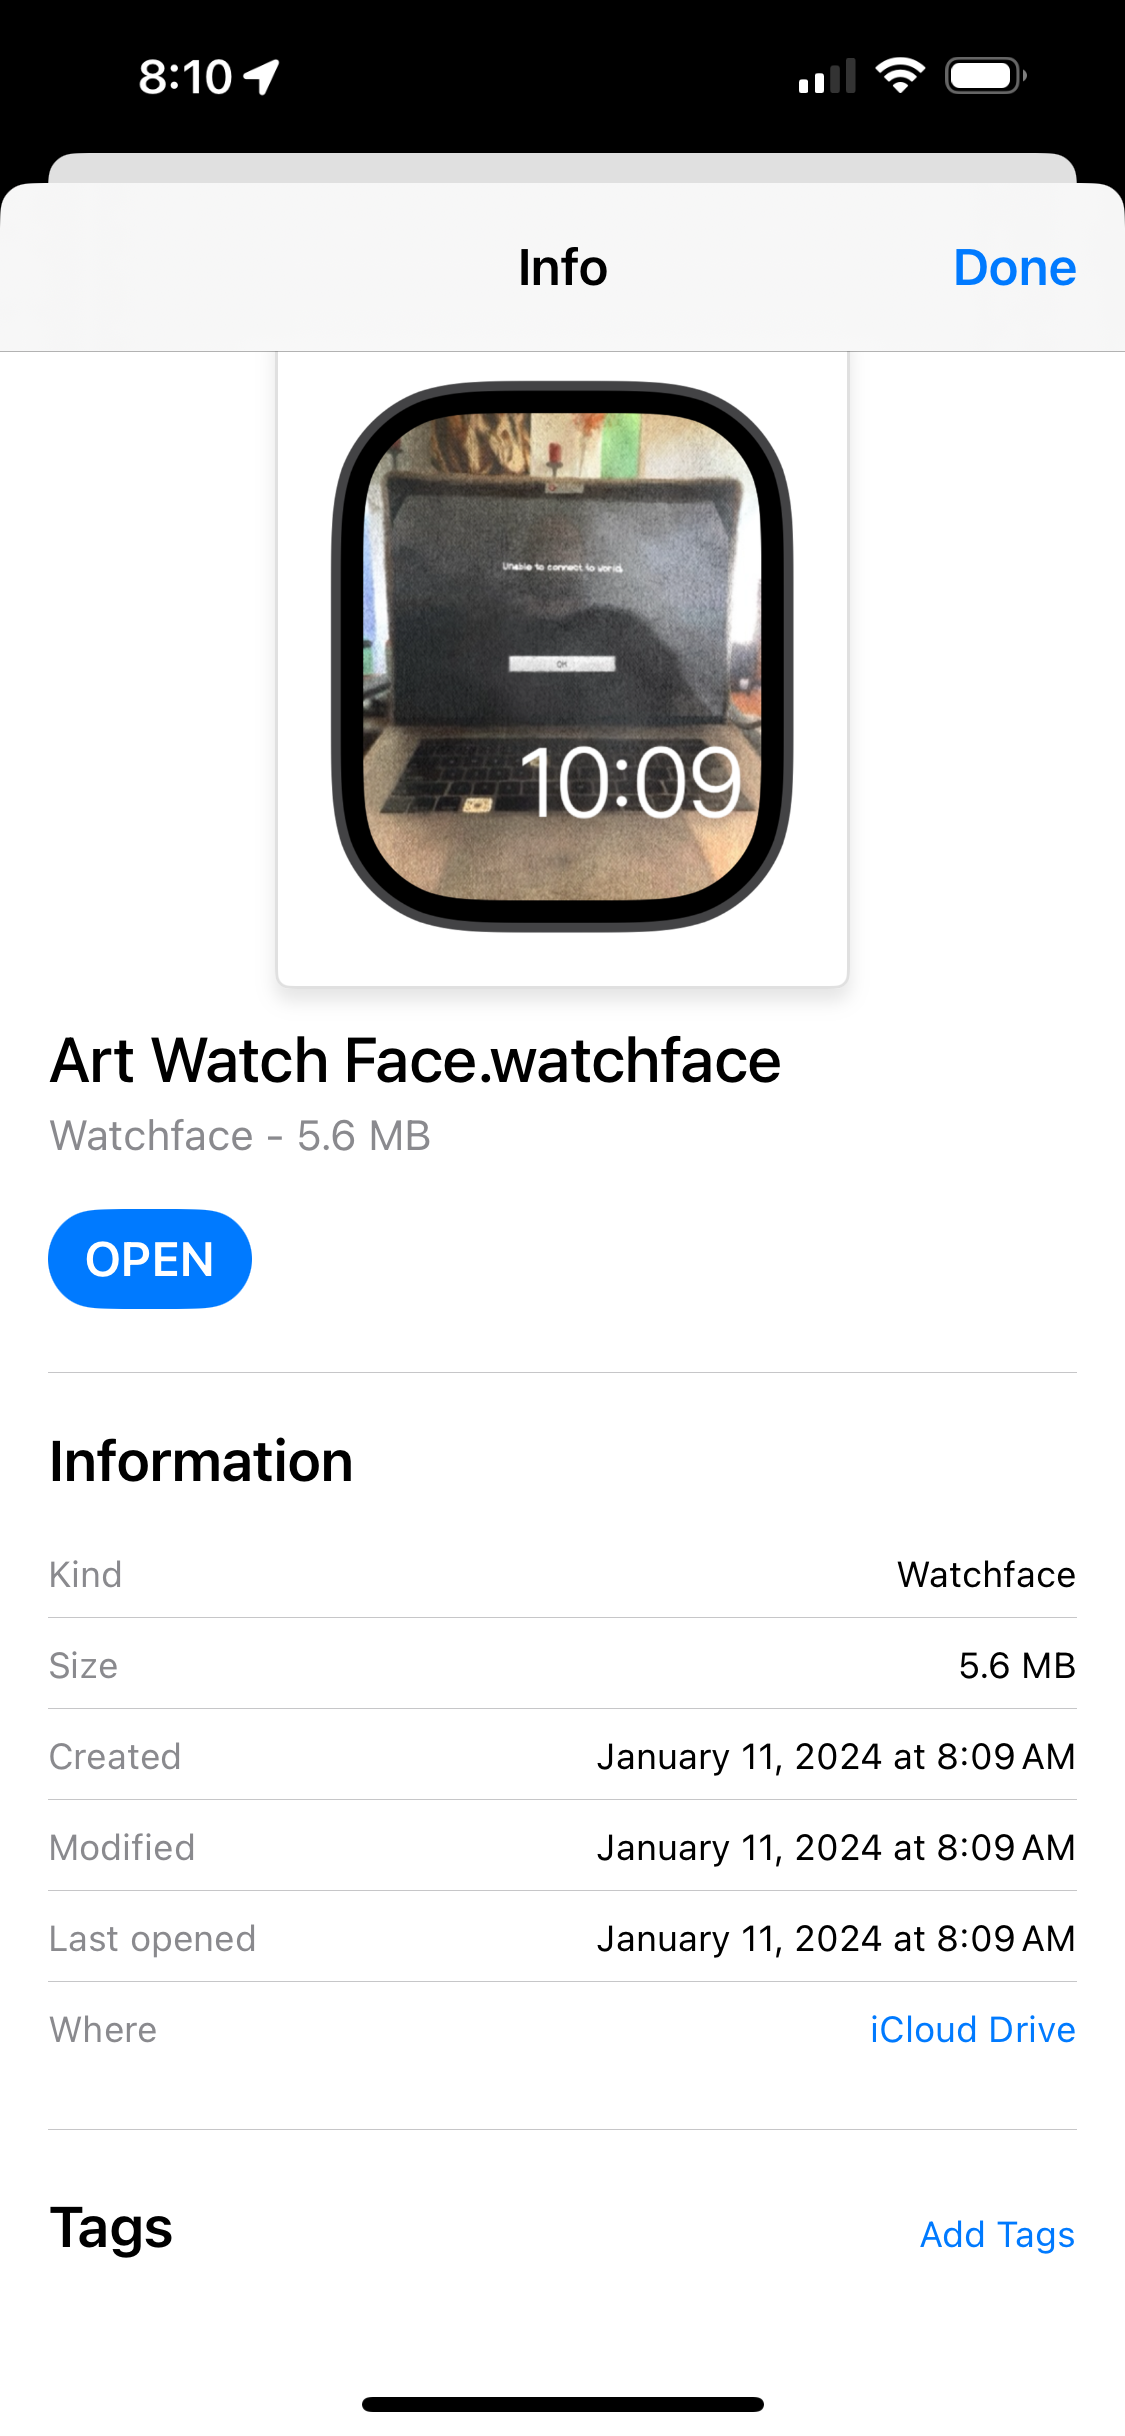 8:10
Info
Done
Unable to connect to world
OK
10:09
Art Watch Face.watchface
Watchface - 5.6 MB
OPEN
Information
Kind Watchface
Size 5.6 MB
Created January 11, 2024 at 8:09 AM
Modified January 11, 2024 at 8:09 AM
Last opened January 11, 2024 at 8:09 AM
Where iCloud Drive
Tags
Add Tags